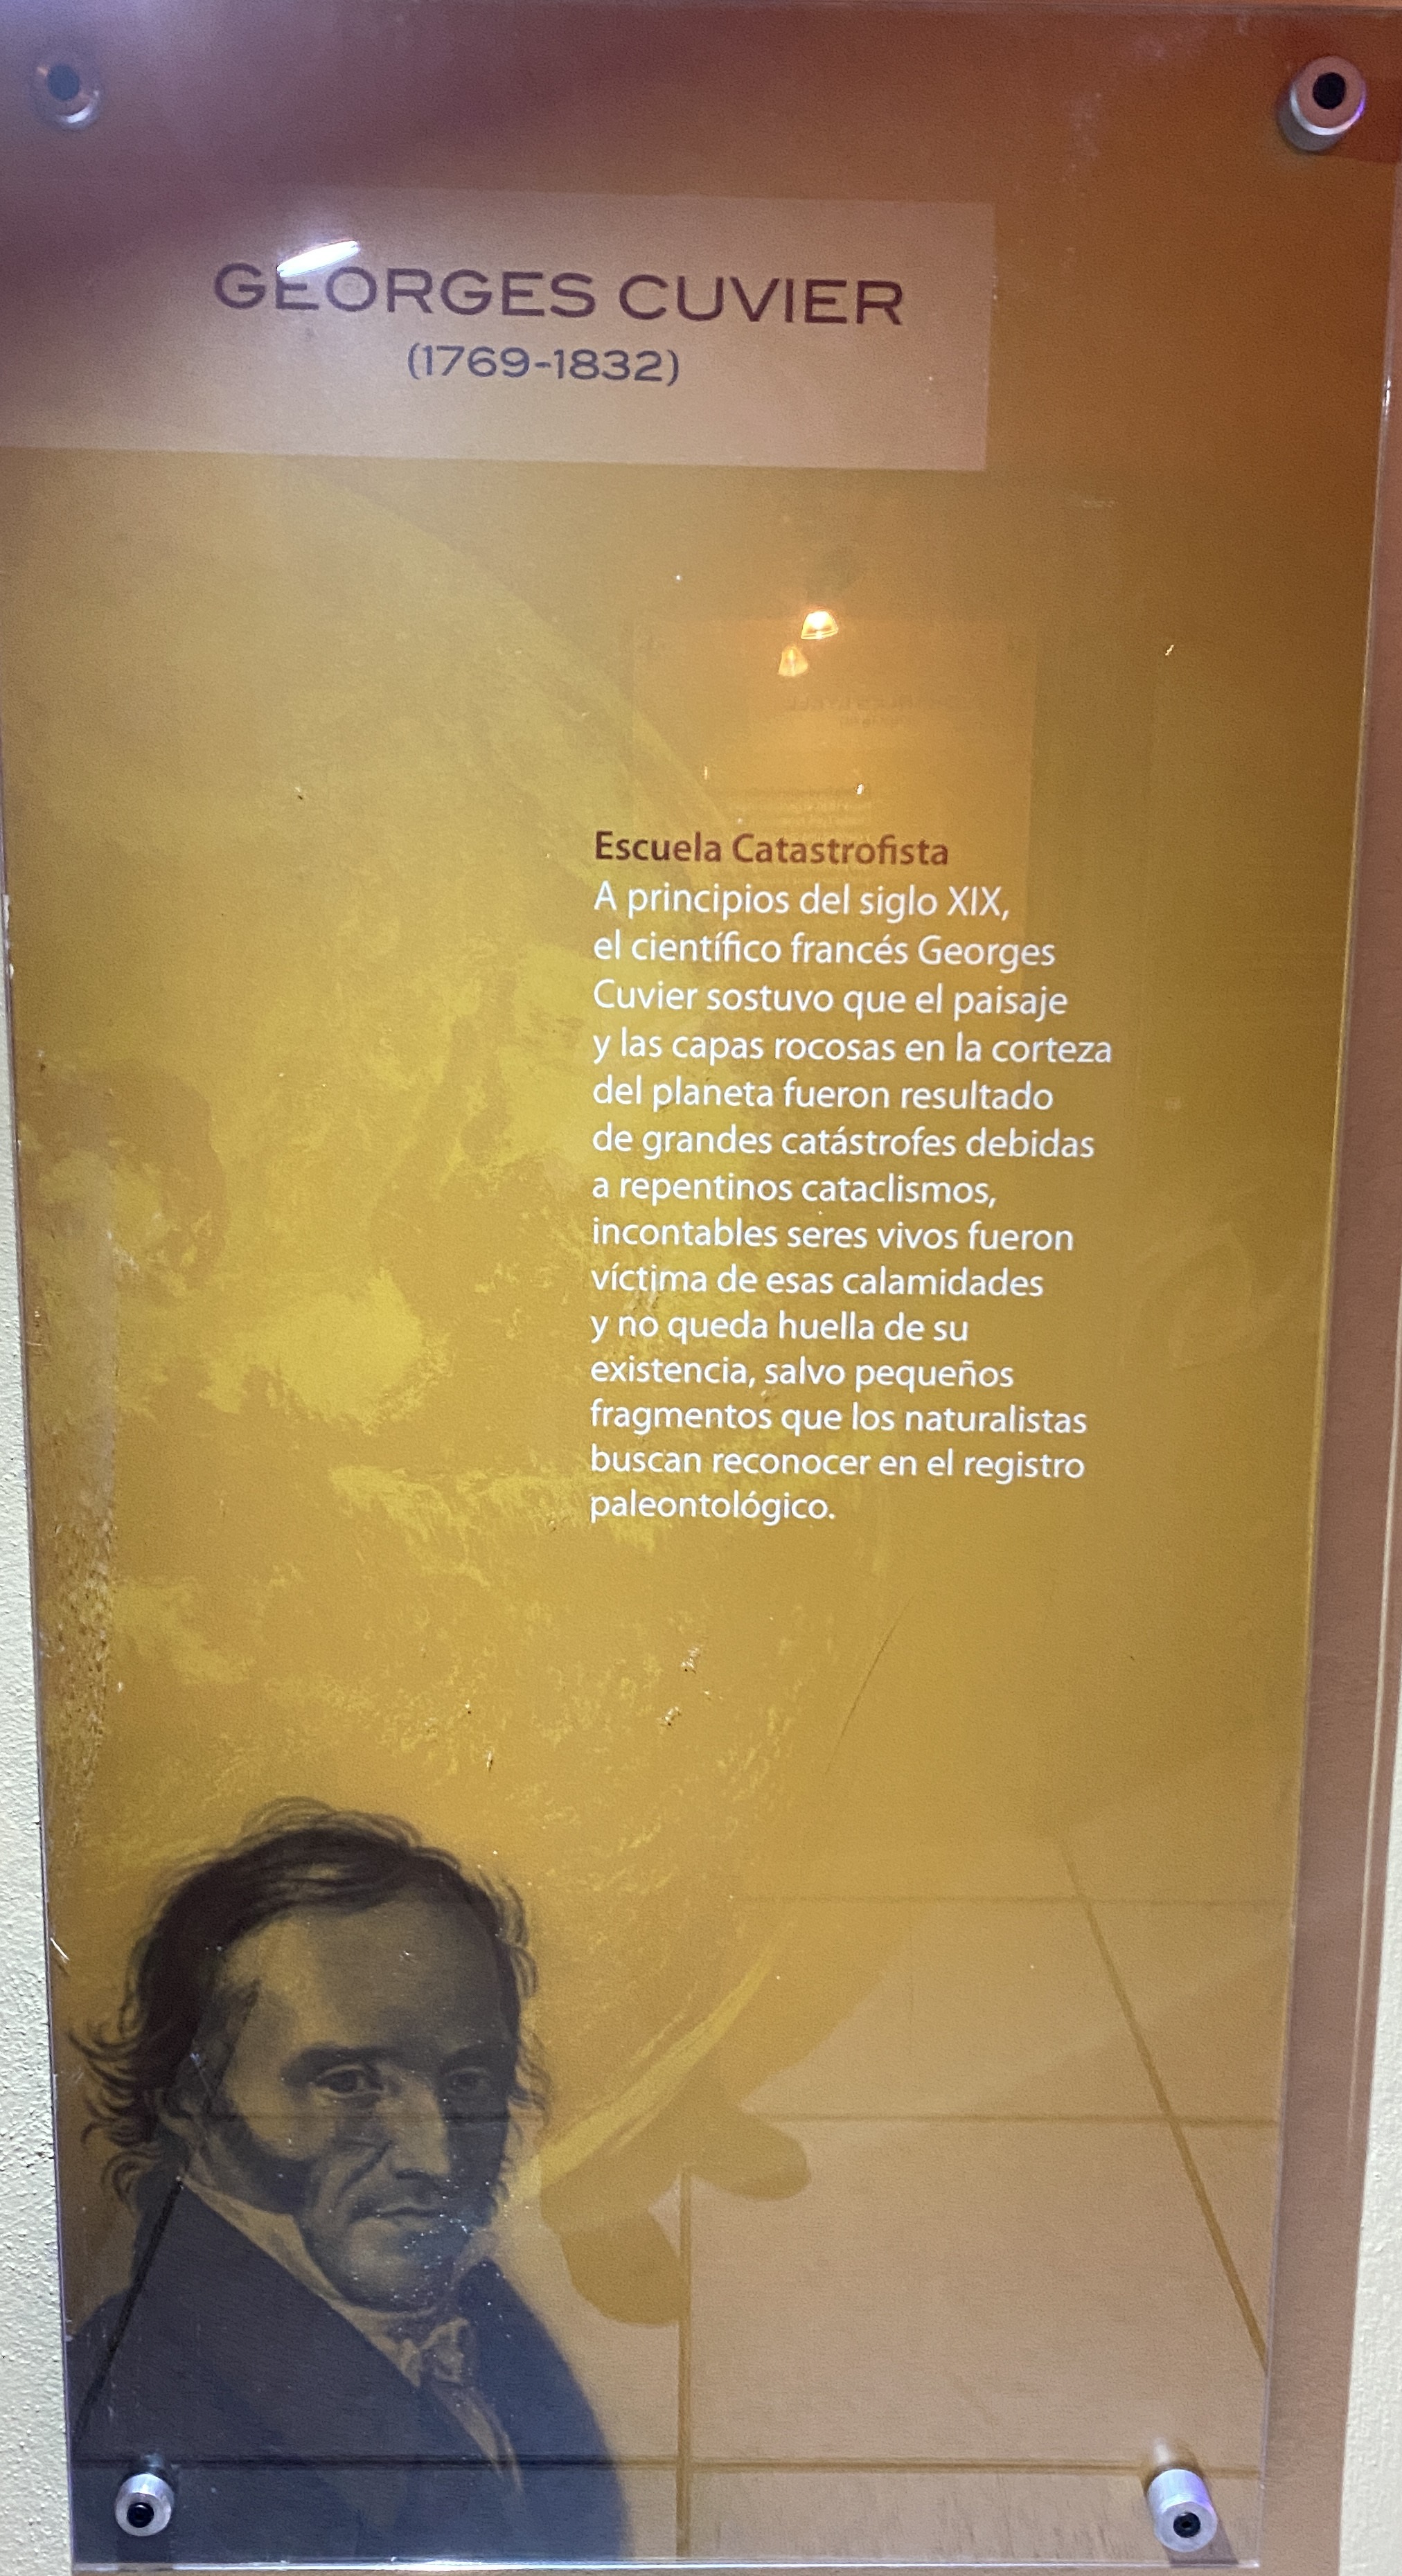 GEORGES CUVIER
(1769-1832)
Escuela Catastrofista
A principios del siglo XIX,
el científico francés Georges
Cuvier sostuvo que el paisaje
y las capas rocosas en la corteza
del planeta fueron resultado
de grandes catástrofes debidas
a repentinos cataclismos,
incontables seres vivos fueron
víctima de esas calamidades
y no queda huella de su
existencia, salvo pequeños
fragmentos que los naturalistas
buscan reconocer en el registro
paleontológico.